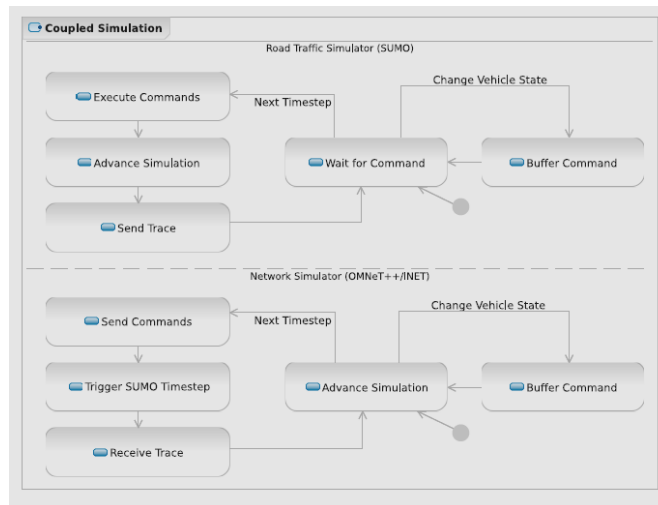 Coupled Simulation
Road Traffic Simulator (SUMO)
Change Vehicle State
Execute Commands
Next Timestep
Advance Simulation
Wait for Command
Buffer Command
Send Trace
Network Simulator (OMNeT++/INET)
Change Vehicle State
Send Commands
Next Timestep
Trigger SUMO Timestep
Advance Simulation
Buffer Command
Receive Trace